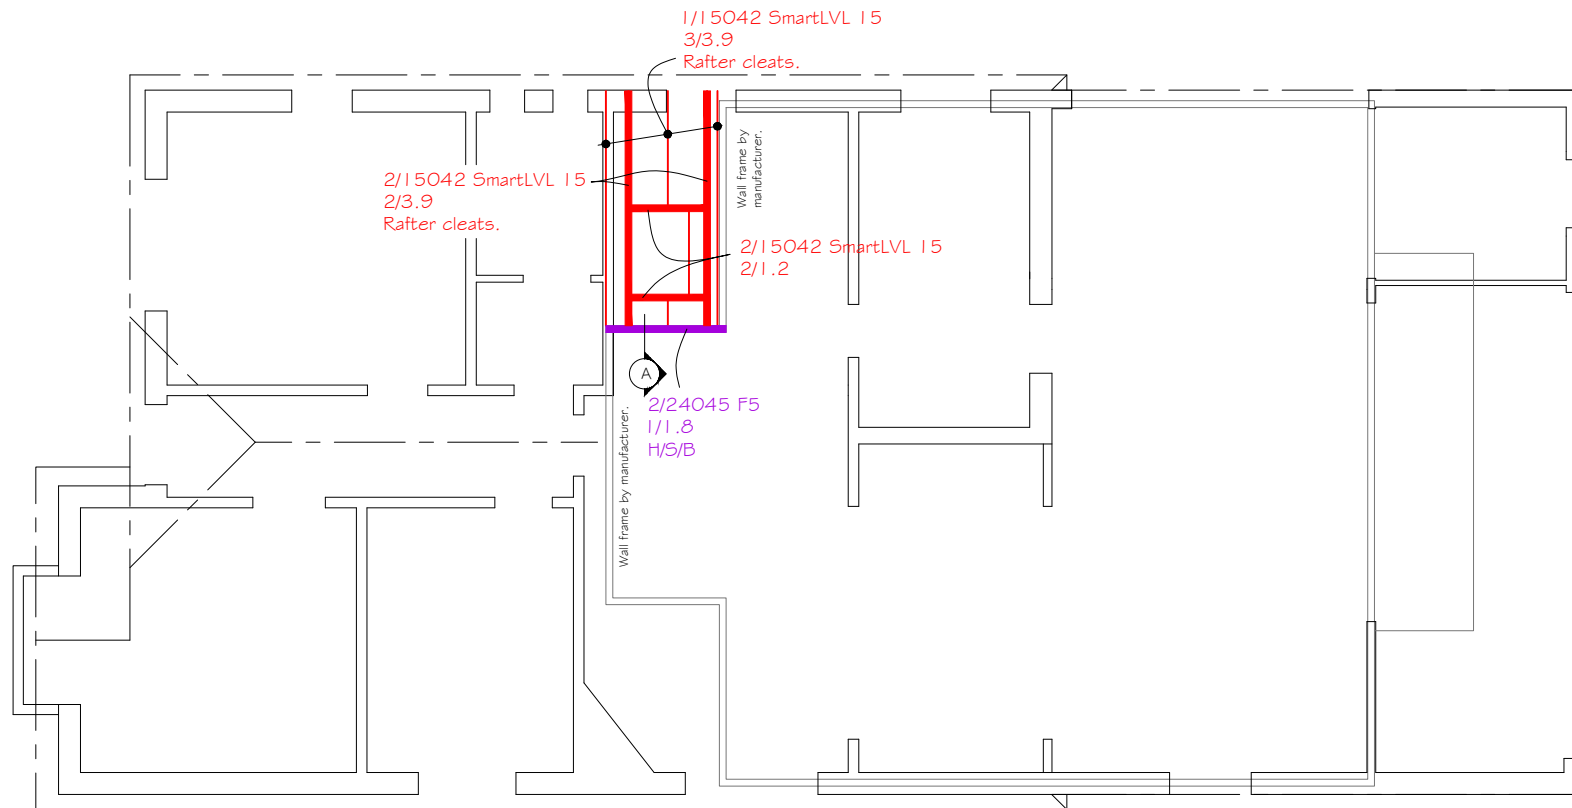 1/15042 SmartLVL 15
3/3.9
Rafter cleats.
Wall frame by
manufacturer.
2/15042 SmartLVL 15
2/3.9
Rafter cleats.
2/15042 SmartLVL 15
2/1.2
A
2/24045 F5
1/1.8
H/S/B
Wall frame by manufacturer.